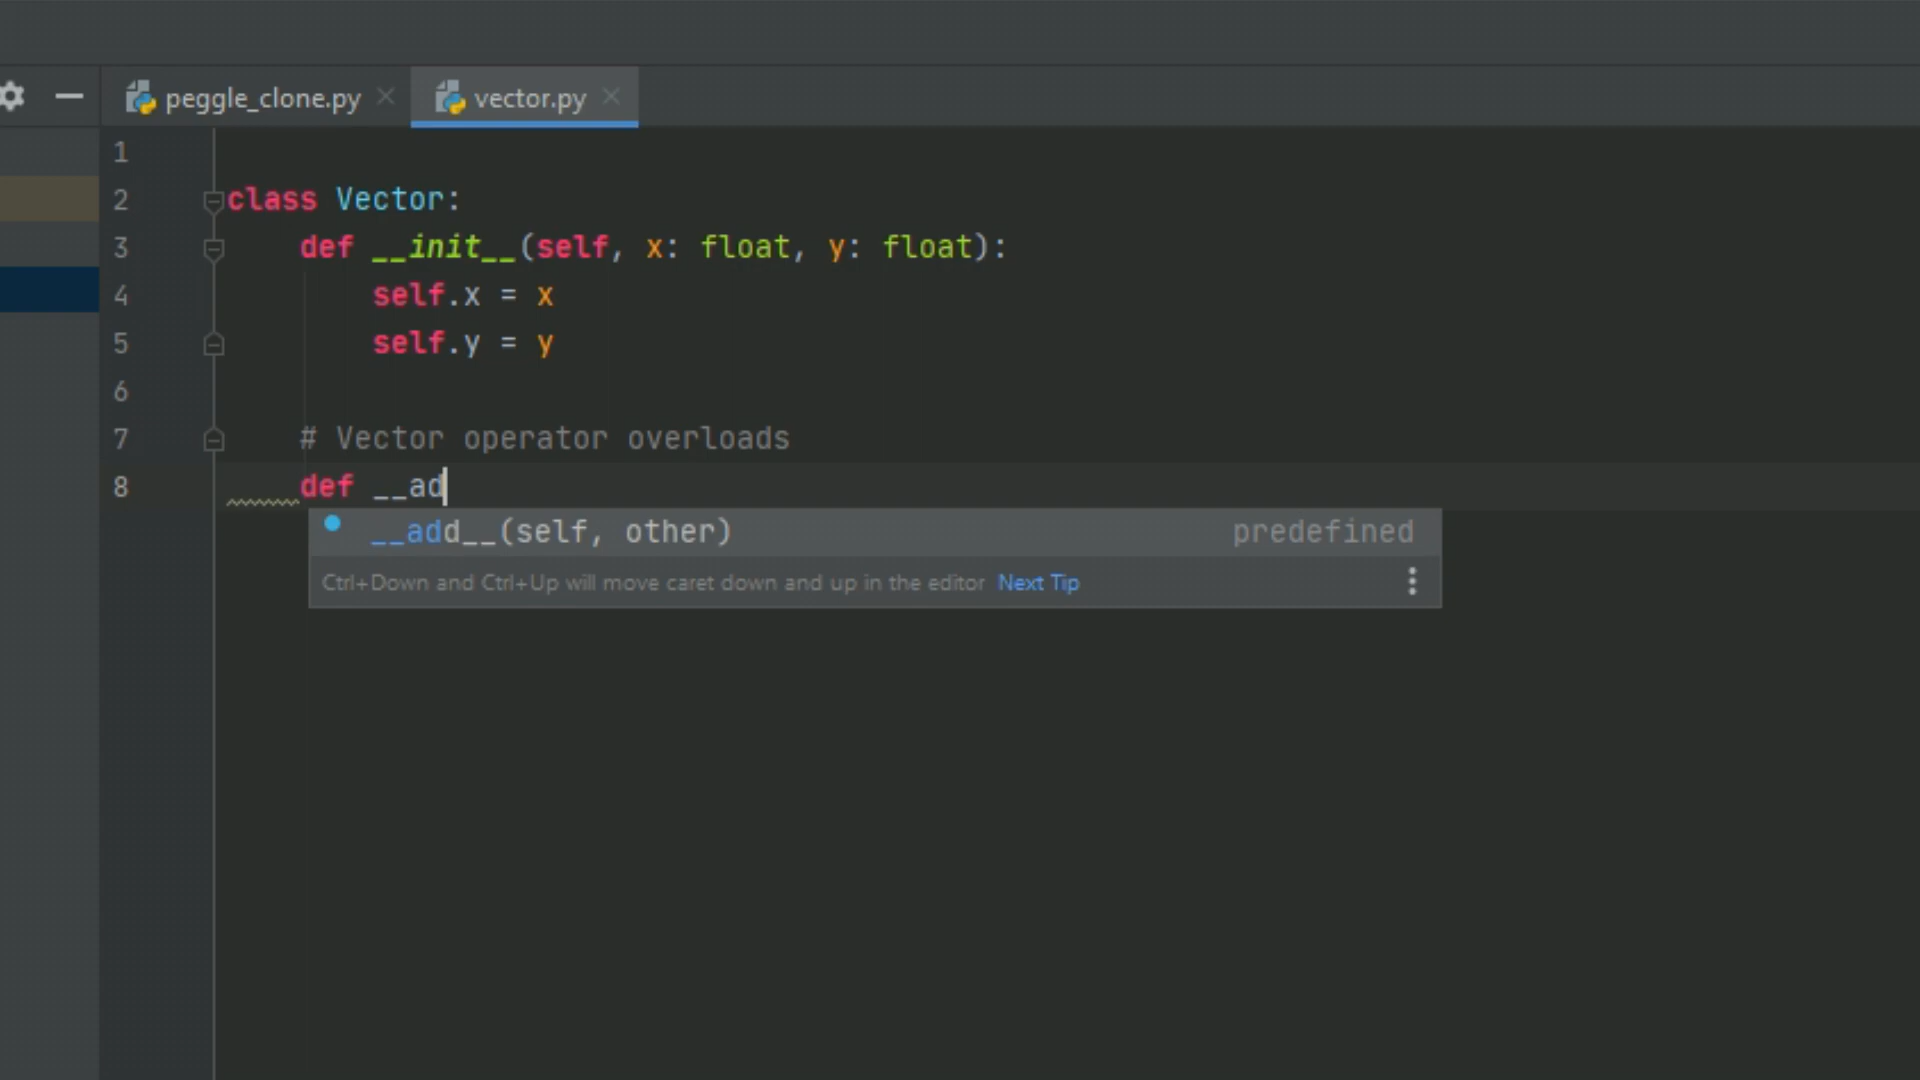 peggle_clone.py
vector.py
1
2 class Vector:
3 def __init__(self, x: float, y: float):
4 self.x = x
5 self.y = y
6
7 # Vector operator overloads
8 def __ad
__add__(self, other) predefined
Ctrl+Down and Ctrl+Up will move caret down and up in the editor Next Tip